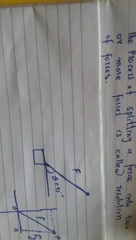 The Process of splitting a force into two
or more forces is called resolution
of forces.
F